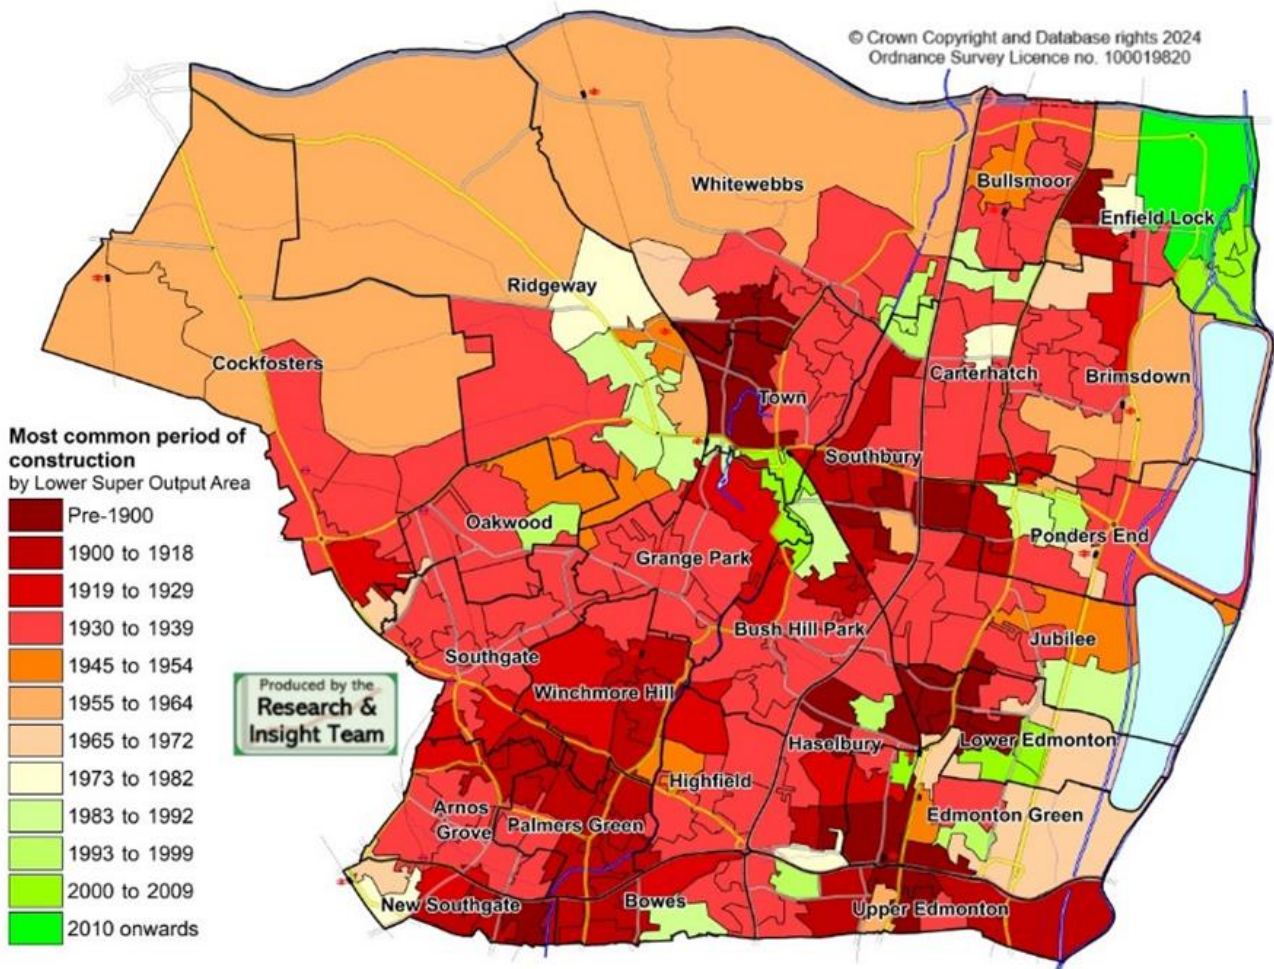 © Crown Copyright and Database rights 2024
Ordnance Survey Licence no. 100019820
Whitewebbs
Bullsmoor
Enfield Lock
Ridgeway
Cockfosters
Carterhatch
Brimsdown
Town
Southbury
Oakwood
Grange Park
Ponders End
Bush Hill Park
Jubilee
Southgate
Winchmore Hill
Haselbury
Lower Edmonton
Highfield
Arnos
Grove
Palmers Green
Edmonton Green
New Southgate
Bowes
Upper Edmonton
Most common period of
construction
by Lower Super Output Area
Pre-1900
1900 to 1918
1919 to 1929
1930 to 1939
1945 to 1954
1955 to 1964
1965 to 1972
1973 to 1982
1983 to 1992
1993 to 1999
2000 to 2009
2010 onwards
Produced by the
Research &
Insight Team